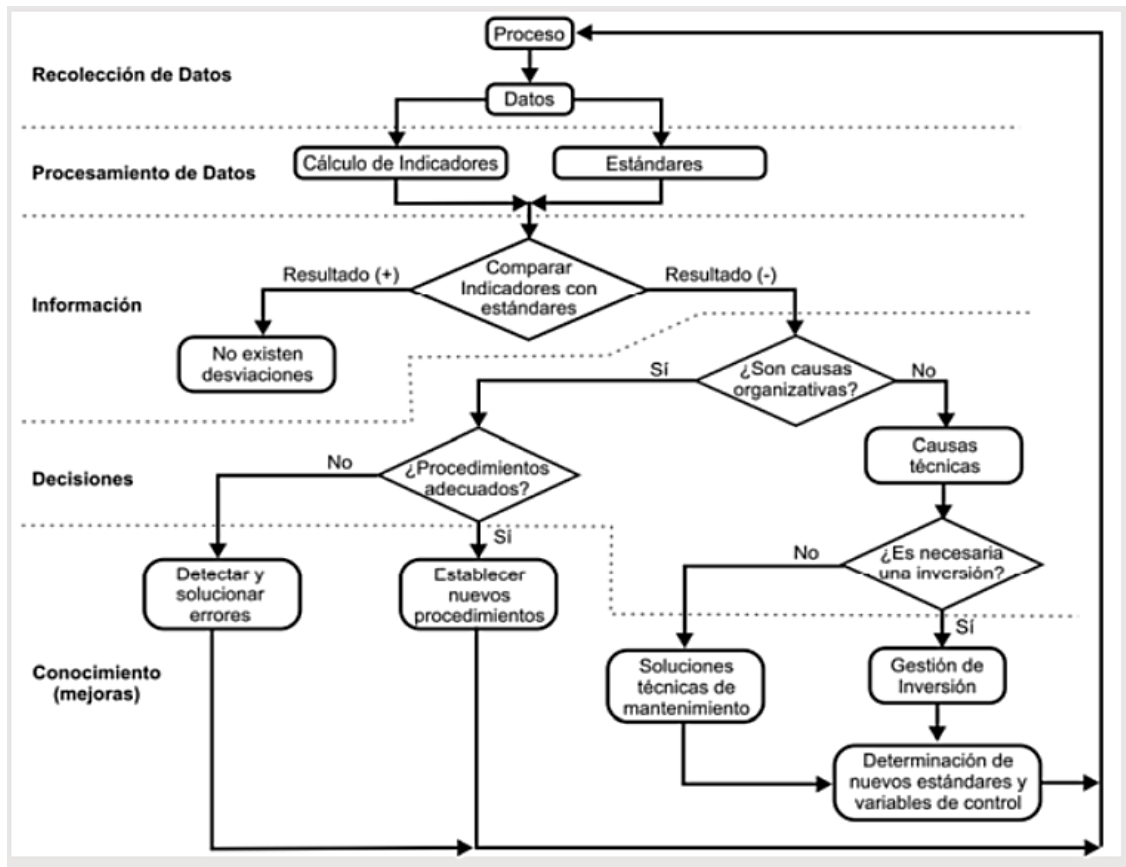 Proceso
Recolección de Datos
Datos
Procesamiento de Datos
Cálculo de Indicadores
Estándares
Información
Resultado (+)
Comparar
Indicadores con
estándares
Resultado (-)
No existen
desviaciones
Sí
¿Son causas
organizativas?
No
Decisiones
No
¿Procedimientos
adecuados?
Causas
técnicas
Sí
No
¿Es necesaria
una inversión?
Detectar y
solucionar
errores
Establecer
nuevos
procedimientos
Sí
Conocimiento
(mejoras)
Soluciones
técnicas de
mantenimiento
Gestión de
Inversión
Determinación de
nuevos estándares y
variables de control